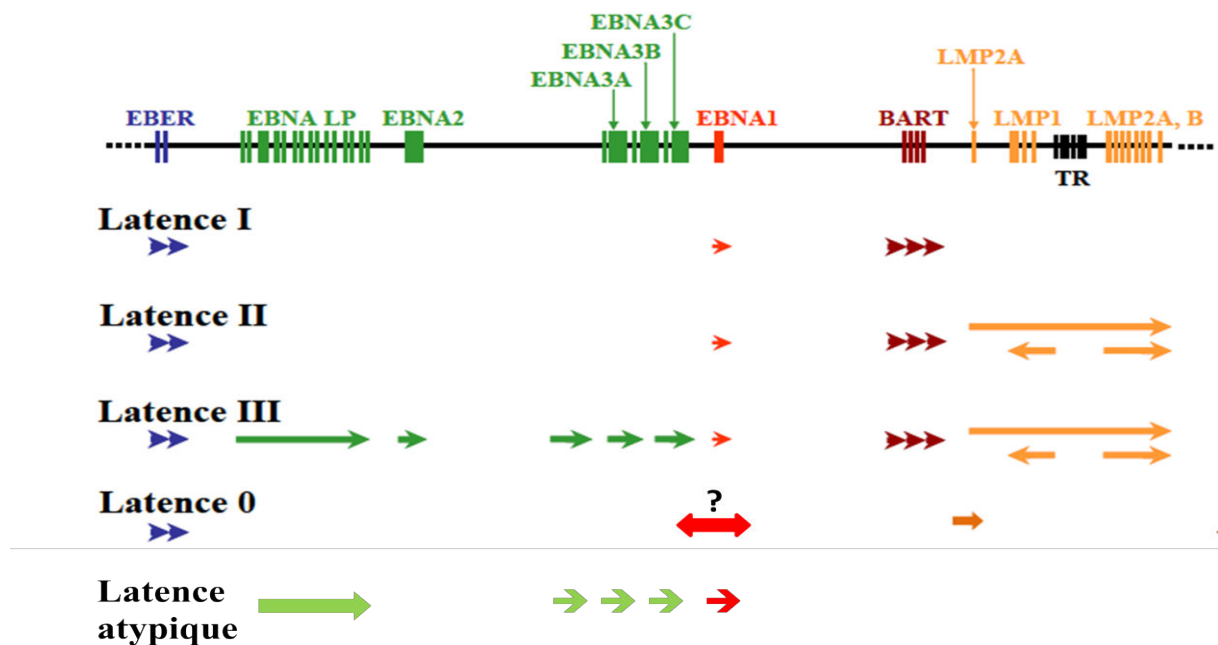 EBNA3C
EBNA3B
LMP2A
EBNA3A
EBER EBNA LP EBNA2 EBNA1 BART LMP1 LMP2A, B
TR
Latence I
Latence II
Latence III
Latence 0
?
Latence
atypique